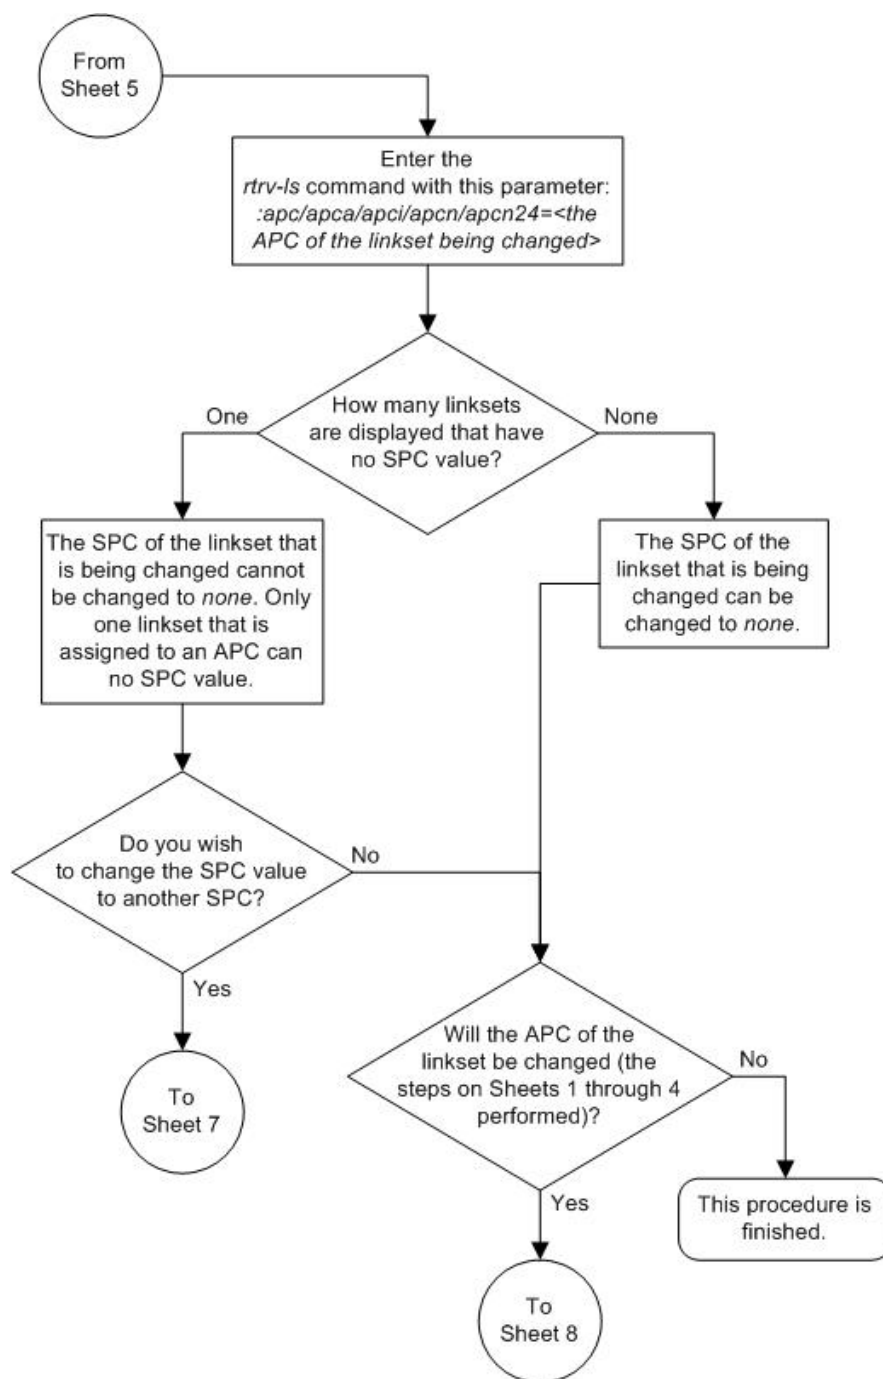 From
Sheet 5
Enter the
rtrv-ls command with this parameter:
:apc/apca/apci/apcn/apcn24=<the
APC of the linkset being changed>
How many linksets
are displayed that have
no SPC value?
One
None
The SPC of the linkset that
is being changed cannot
be changed to none. Only
one linkset that is
assigned to an APC can
no SPC value.
The SPC of the
linkset that is being
changed can be
changed to none.
Do you wish
to change the SPC value
to another SPC?
No
Yes
To
Sheet 7
Will the APC of the
linkset be changed (the
steps on Sheets 1 through 4
performed)?
No
Yes
This procedure is
finished.
To
Sheet 8